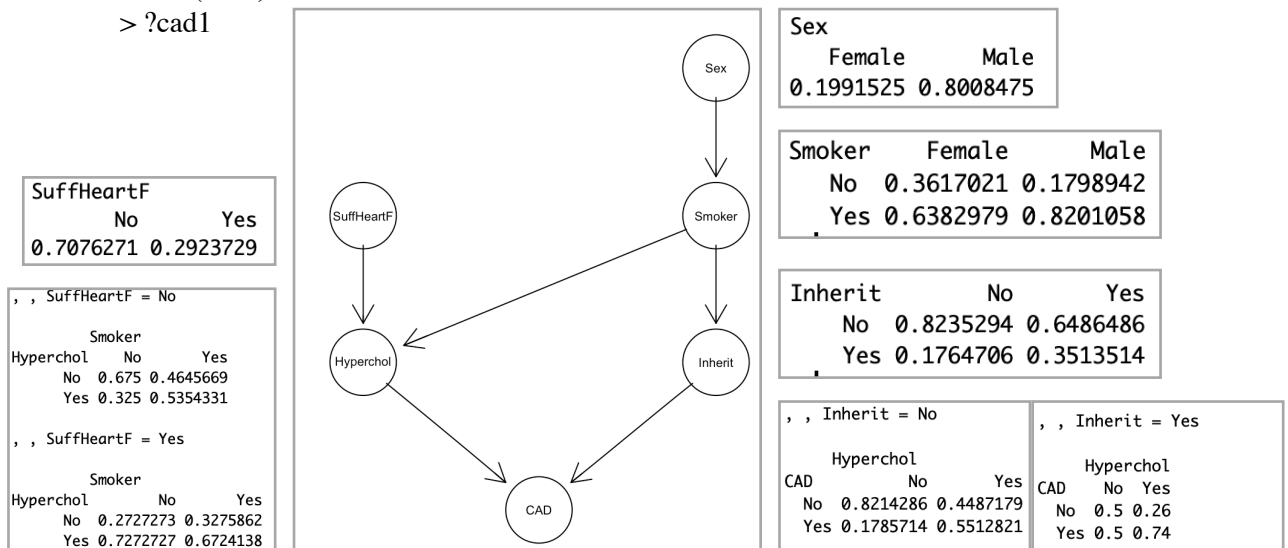 > ?cad1
Sex
Female Male
0.1991525 0.8008475
Smoker Female Male
No 0.3617021 0.1798942
Yes 0.6382979 0.8201058
SuffHeartF
No Yes
0.7076271 0.2923729
Inherit No Yes
No 0.8235294 0.6486486
Yes 0.1764706 0.3513514
, , SuffHeartF = No
Smoker
Hyperchol No Yes
No 0.675 0.4645669
Yes 0.325 0.5354331
, , SuffHeartF = Yes
Smoker
Hyperchol No Yes
No 0.2727273 0.3275862
Yes 0.7272727 0.6724138
Sex
SuffHeartF
Smoker
Hyperchol
Inherit
CAD
, , Inherit = No
Hyperchol
CAD No Yes
No 0.8214286 0.4487179
Yes 0.1785714 0.5512821
, , Inherit = Yes
Hyperchol
CAD No Yes
No 0.5 0.26
Yes 0.5 0.74